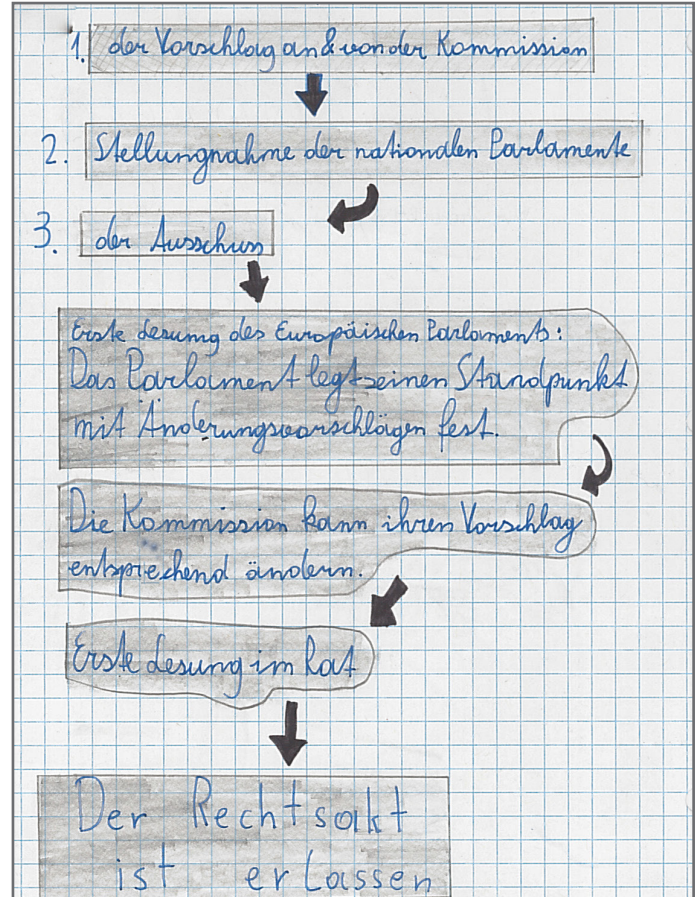 1. der Vorschlag an & von der Kommission
2. Stellungnahme der nationalen Parlamente
3. der Ausschuss
Erste Lesung des Europäischen Parlaments:
Das Parlament legt seinen Standpunkt
mit Änderungsvorschlägen fest.
Die Kommission kann ihren Vorschlag
entsprechend ändern.
Erste Lesung im Rat
Der Rechtsakt
ist erlassen